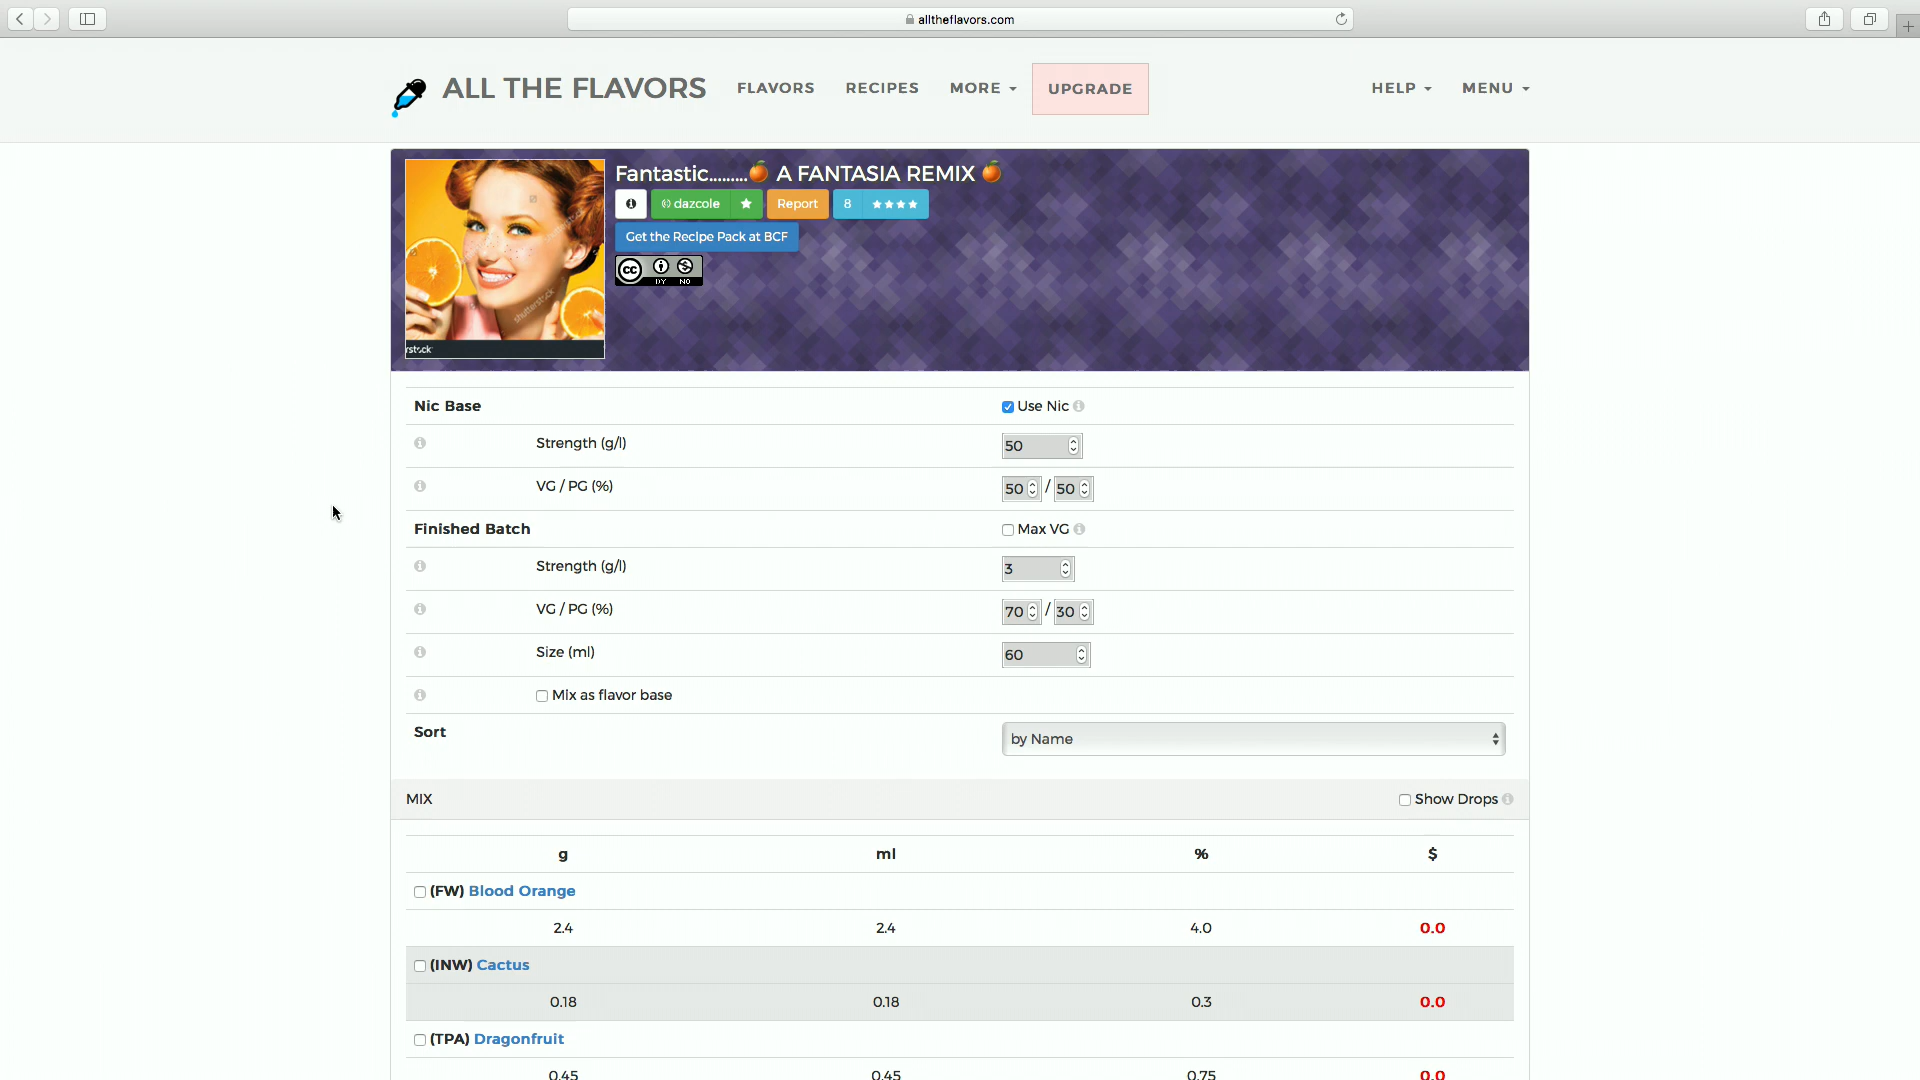 alltheflavors.com
ALL THE FLAVORS FLAVORS RECIPES MORE UPGRADE HELP MENU
Fantastic.........🍊 A FANTASIA REMIX 🍊
dazcole Report 8 ★★★★
Get the Recipe Pack at BCF
cc
shutterstock
Nic Base Use Nic
Strength (g/l) 50
VG / PG (%) 50 / 50
Finished Batch Max VG
Strength (g/l) 3
VG / PG (%) 70 / 30
Size (ml) 60
Mix as flavor base
Sort by Name
MIX Show Drops
g ml % $
(FW) Blood Orange
2.4 2.4 4.0 0.0
(INW) Cactus
0.18 0.18 0.3 0.0
(TPA) Dragonfruit
0.45 0.45 0.75 0.0